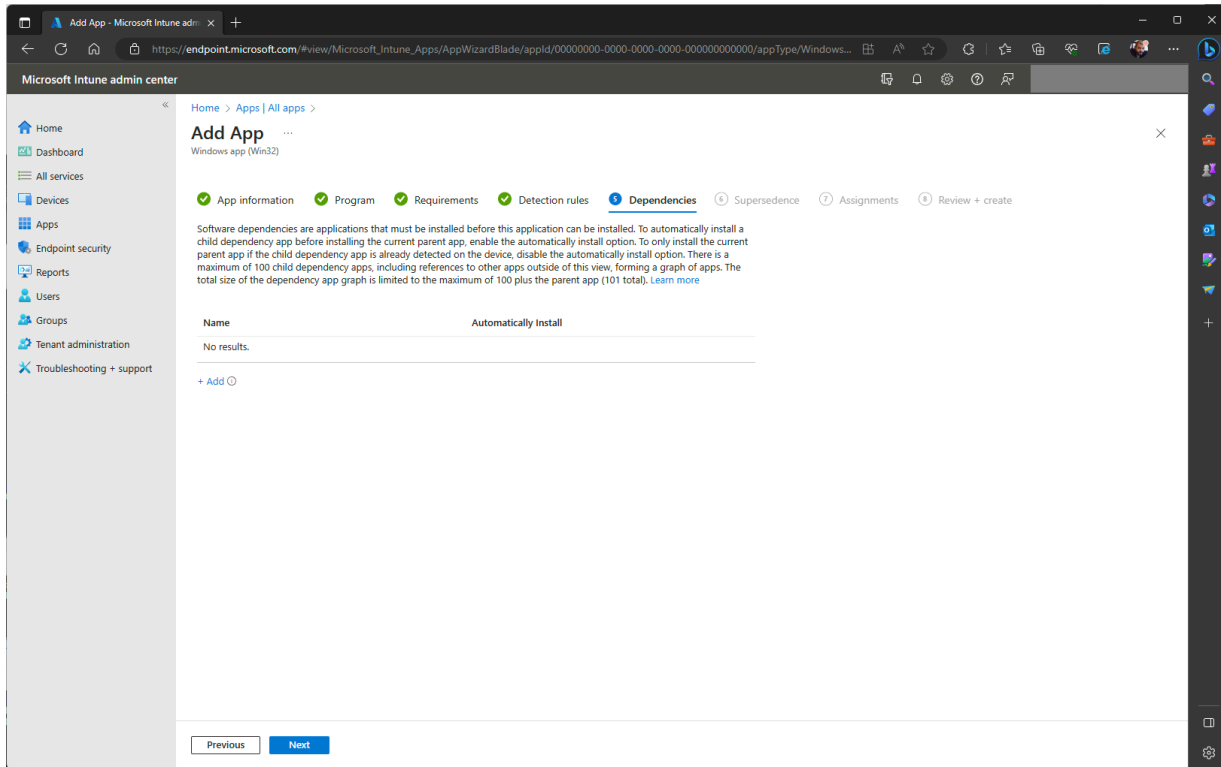 Add App - Microsoft Intune adm
https://endpoint.microsoft.com/#view/Microsoft_Intune_Apps/AppWizardBlade/appId/00000000-0000-0000-0000-000000000000/appType/Windows...
Microsoft Intune admin center
Home > Apps | All apps >
Add App ...
Windows app (Win32)
Home
Dashboard
All services
Devices
Apps
Endpoint security
Reports
Users
Groups
Tenant administration
Troubleshooting + support
App information Program Requirements Detection rules 5 Dependencies 6 Supersedence 7 Assignments 8 Review + create
Software dependencies are applications that must be installed before this application can be installed. To automatically install a
child dependency app before installing the current parent app, enable the automatically install option. To only install the current
parent app if the child dependency app is already detected on the device, disable the automatically install option. There is a
maximum of 100 child dependency apps, including references to other apps outside of this view, forming a graph of apps. The
total size of the dependency app graph is limited to the maximum of 100 plus the parent app (101 total). Learn more
Name Automatically Install
No results.
+ Add
Previous Next